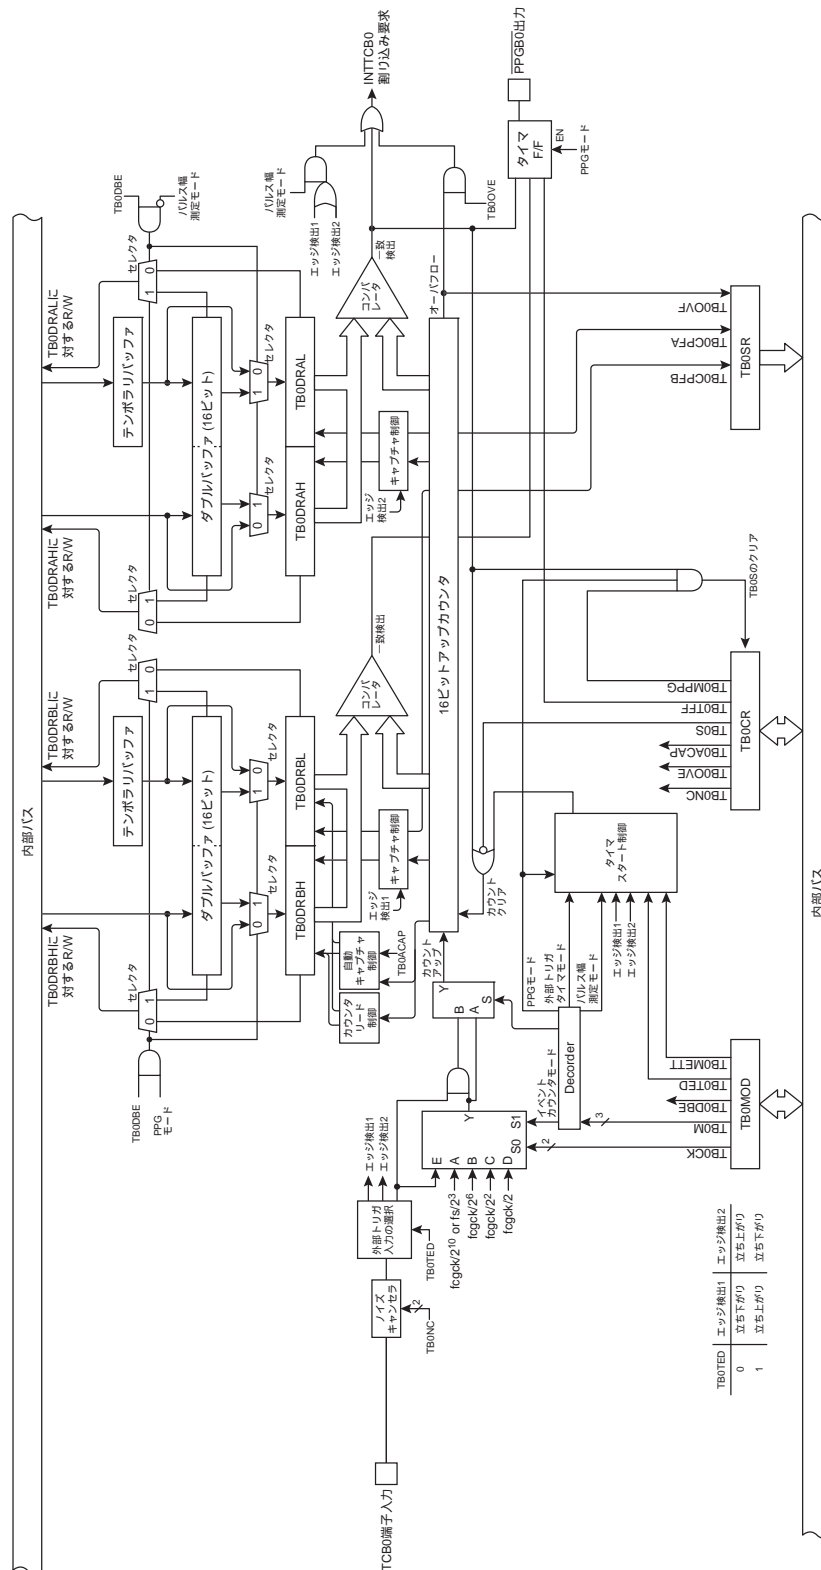 内部バス
TB0DRBHに
対するR/W
TB0DRBLに
対するR/W
TB0DRAHに
対するR/W
TB0DRALに
対するR/W
TB0DBE
PPG
モード
セレクタ
0 1
テンポラリバッファ
セレクタ
1 0
ダブルバッファ (16ビット)
0 1
セレクタ
1 0
セレクタ
TB0DRBH
TB0DRBL
セレクタ
0 1
テンポラリバッファ
セレクタ
1 0
TB0DBE
パルス幅
測定モード
ダブルバッファ (16ビット)
0 1
セレクタ
1 0
セレクタ
TB0DRAH
TB0DRAL
カウンタ
リード
制御
自動
キャプチャ
制御
TB0ACAP
エッジ
検出1
キャプチャ制御
コンパ
レータ
一致検出
エッジ
検出2
キャプチャ制御
コンパ
レータ
一致
検出
パルス幅
測定モード
エッジ検出1
エッジ検出2
INTTCB0
割り込み要求
TCB0端子入力
ノイズ
キャンセラ
2
TB0NC
外部トリガ
入力の選択
TB0TED
エッジ検出1
エッジ検出2
fcgck/2¹⁰ or fs/2³
fcgck/2⁶
fcgck/2²
fcgck/2
E
A
B
C
D
Y
S0 S1
B
A
S
Y
カウント
アップ
16ビットアップカウンタ
オーバフロー
TB0OVE
カウント
クリア
タイマ
F/F
EN
PPGモード
PPGB0出力
イベント
カウンタモード
Decorder
PPGモード
外部トリガ
タイマモード
パルス幅
測定モード
エッジ検出1
エッジ検出2
タイマ
スタート制御
2
3
TB0CK
TB0M
TB0DBE
TB0TED
TB0METT
TB0MOD
TB0NC
TB0OVE
TB0ACAP
TB0S
TB0TFF
TB0MPPG
TB0CR
TB0Sのクリア
TB0CPFB
TB0CPFA
TB0OVF
TB0SR
TB0TED エッジ検出1 エッジ検出2
0 立ち下がり 立ち上がり
1 立ち上がり 立ち下がり
内部バス